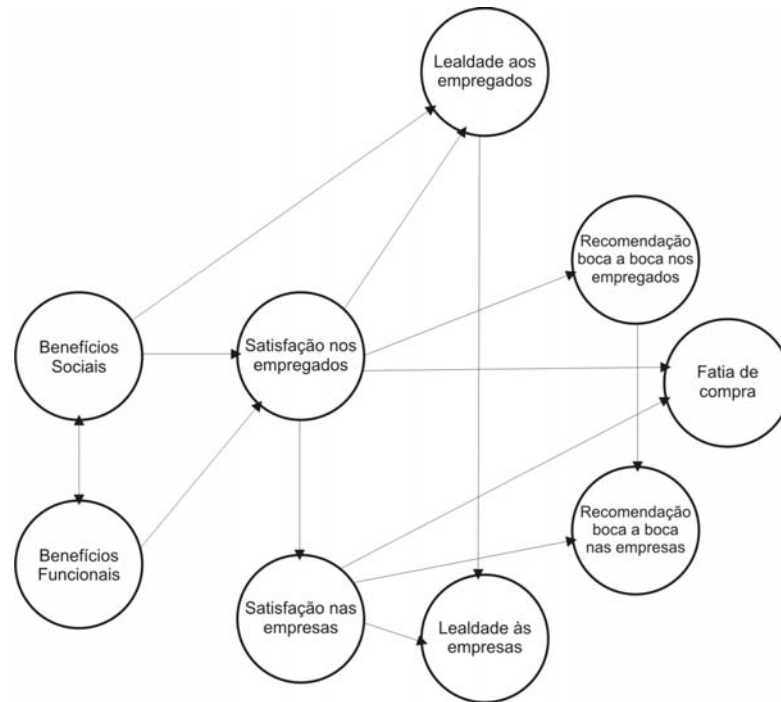 Lealdade aos
empregados
Recomendação
boca a boca nos
empregados
Benefícios
Sociais
Satisfação nos
empregados
Fatia de
compra
Recomendação
boca a boca
nas empresas
Benefícios
Funcionais
Satisfação nas
empresas
Lealdade às
empresas